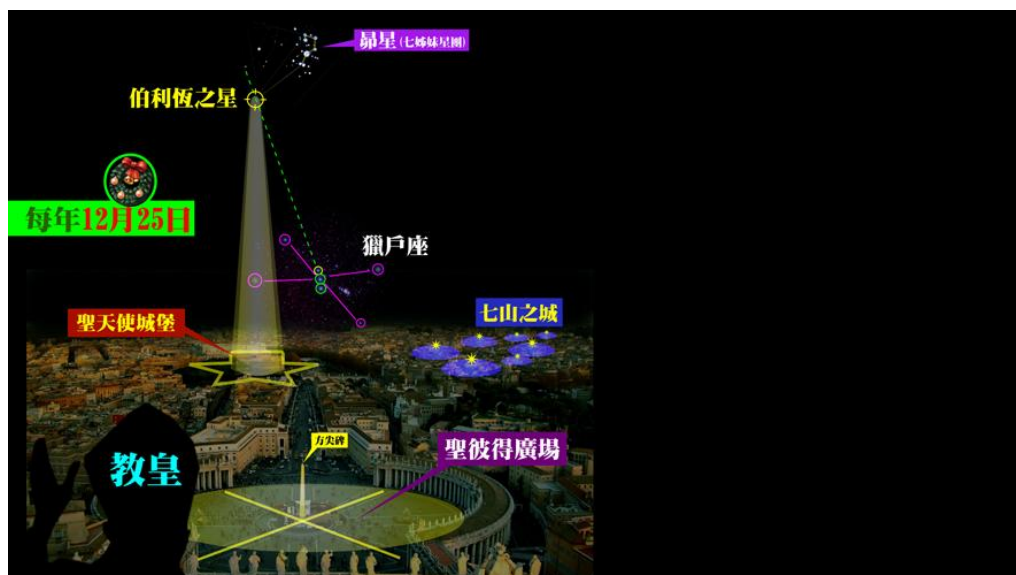 昴星 (七姊妹星團)
伯利恆之星
每年12月25日
獵戶座
七山之城
聖天使城堡
方尖碑
聖彼得廣場
教皇